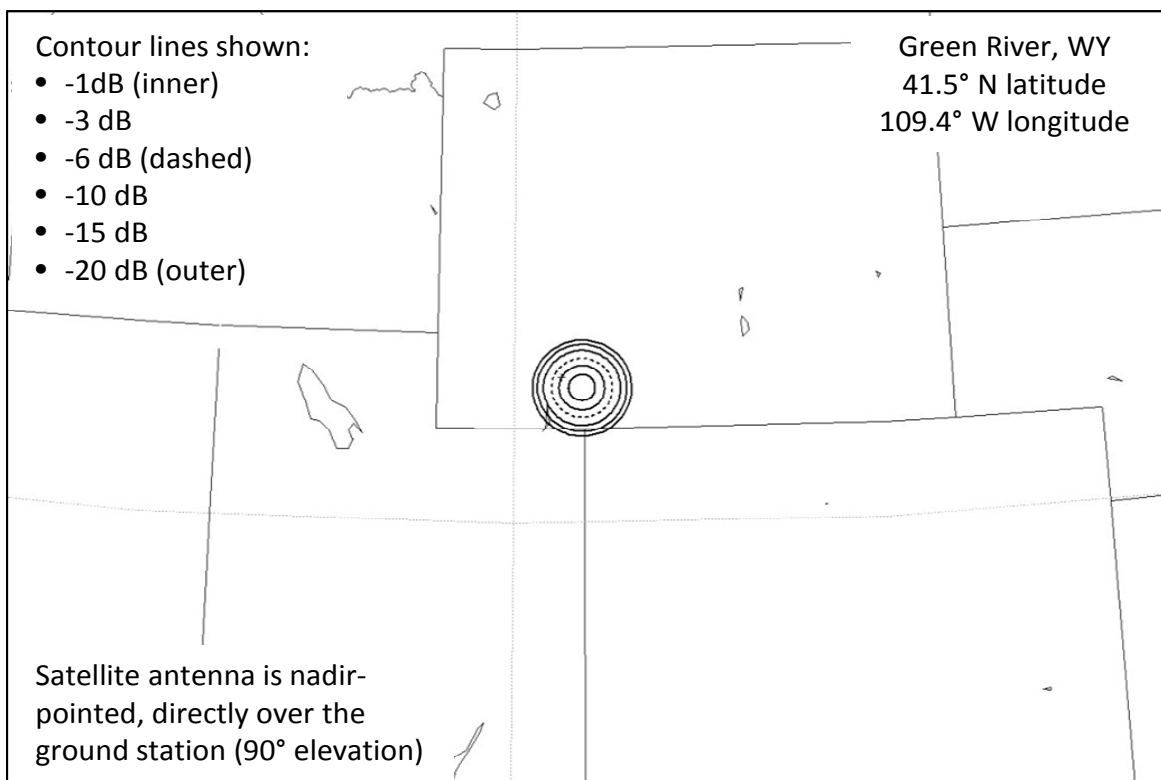 Contour lines shown:
• -1dB (inner)
• -3 dB
• -6 dB (dashed)
• -10 dB
• -15 dB
• -20 dB (outer)
Green River, WY
41.5° N latitude
109.4° W longitude
Satellite antenna is nadir-
pointed, directly over the
ground station (90° elevation)